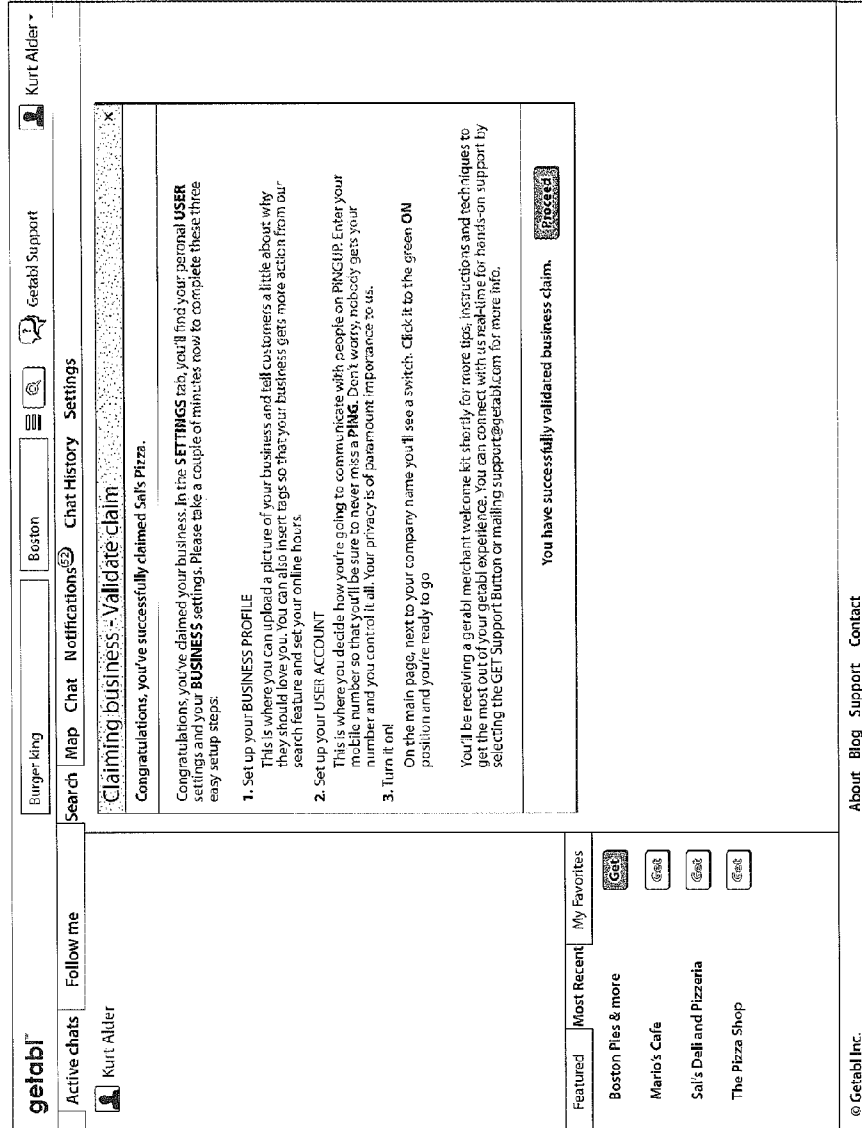 getabl™ Burger king Boston Getabl Support Kurt Alder
Active chats Follow me Search Map Chat Notifications 52 Chat History Settings
Kurt Alder
Claiming business - Validate claim x
Congratulations, you've successfully claimed Sal's Pizza.
Congratulations, you've claimed your business. In the SETTINGS tab, you'll find your peronal USER
settings and your BUSINESS settings. Please take a couple of minutes now to complete these three
easy setup steps:
1. Set up your BUSINESS PROFILE
This is where you can upload a picture of your business and tell customers a little about why
they should love you. You can also insert tags so that your business gets more action from our
search feature and set your online hours.
2. Set up your USER ACCOUNT
This is where you decide how you're going to communicate with people on PINGUP. Enter your
mobile number so that you'll be sure to never miss a PING. Don't worry, nobody gets your
number and you control it all. Your privacy is of paramount importance to us.
3. Turn it on!
On the main page, next to your company name you'll see a switch. Click it to the green ON
position and you're ready to go
You'll be receiving a gerabl merchant welcome kit shortly for more tips, instructions and techniques to
get the most out of your getabl experience. You can connect with us real-time for hands-on support by
selecting the GET Support Button or mailing support@getabl.com for more info.
You have successfully validated business claim. Proceed
Featured Most Recent My Favorites
Boston Pies & more Get
Mario's Cafe Get
Sal's Deli and Pizzeria Get
The Pizza Shop Get
© Getabl Inc. About Blog Support Contact